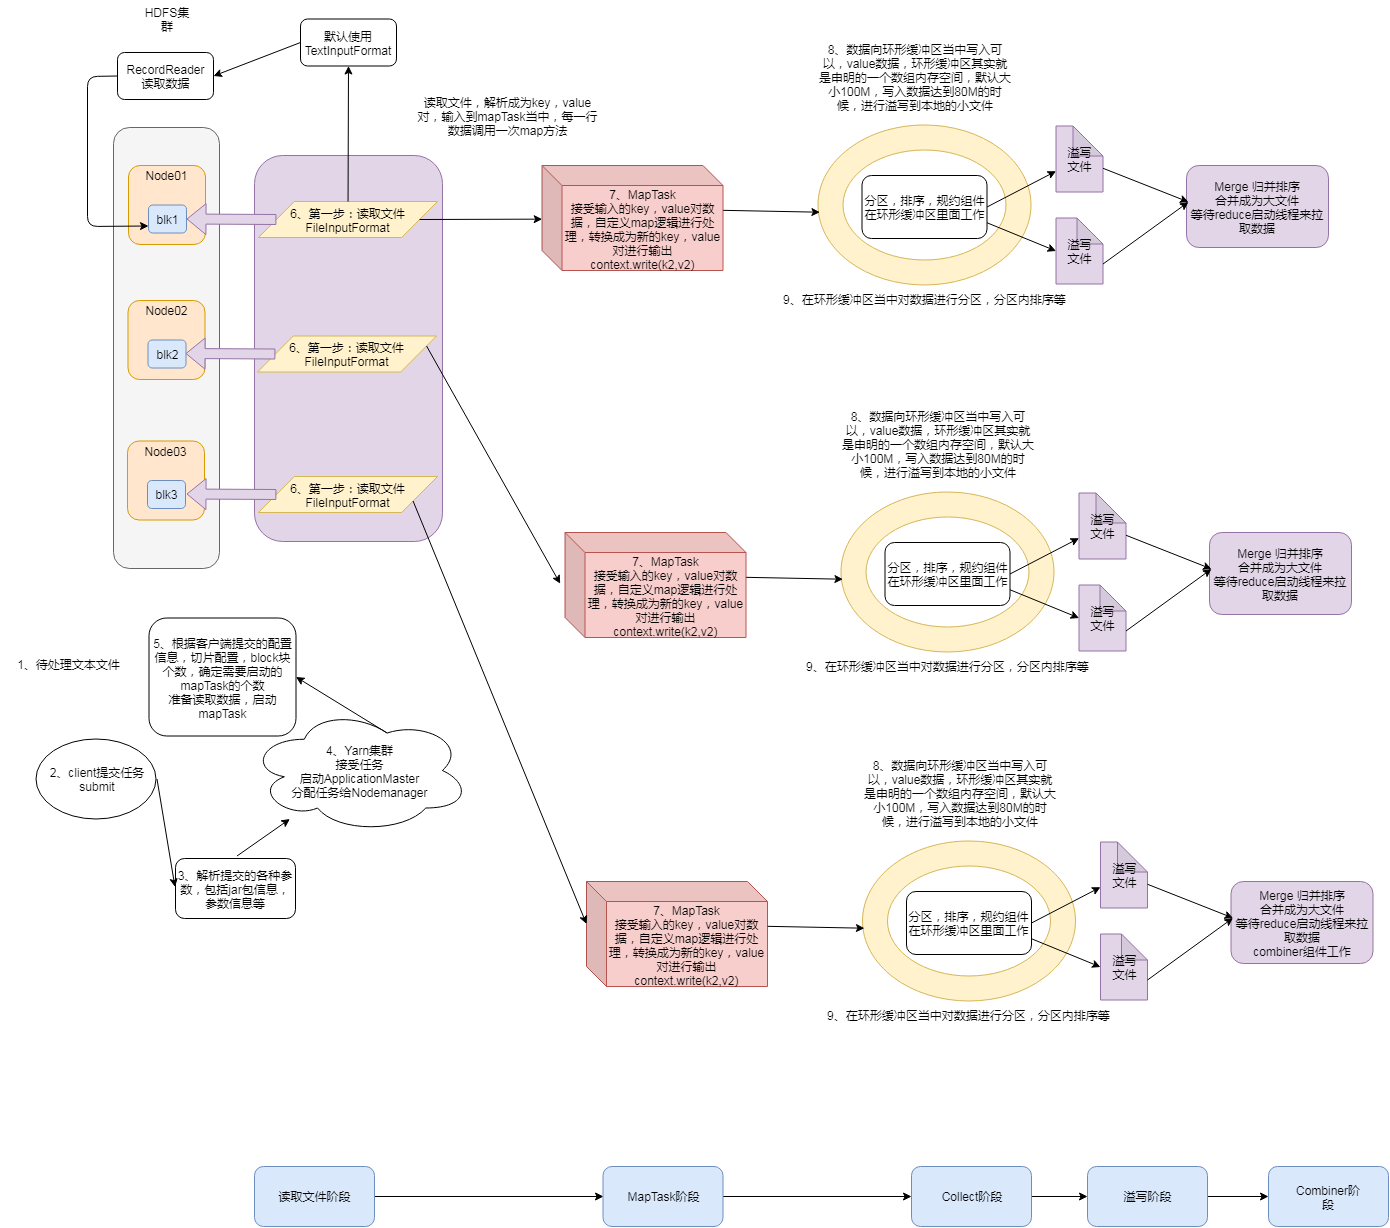 HDFS集
群
默认使用
TextInputFormat
RecordReader
读取数据
读取文件，解析成为key，value
对，输入到mapTask当中，每一行
数据调用一次map方法
Node01
blk1
6、第一步：读取文件
FileInputFormat
7、MapTask
接受输入的key，value对数
据，自定义map逻辑进行处
理，转换成为新的key，value
对进行输出
context.write(k2,v2)
8、数据向环形缓冲区当中写入可
以，value数据，环形缓冲区其实就
是申明的一个数组内存空间，默认大
小100M，写入数据达到80M的时
候，进行溢写到本地的小文件
分区，排序，规约组件
在环形缓冲区里面工作
溢写
文件
溢写
文件
Merge 归并排序
合并成为大文件
等待reduce启动线程来拉
取数据
9、在环形缓冲区当中对数据进行分区，分区内排序等
Node02
blk2
6、第一步：读取文件
FileInputFormat
Node03
blk3
6、第一步：读取文件
FileInputFormat
8、数据向环形缓冲区当中写入可
以，value数据，环形缓冲区其实就
是申明的一个数组内存空间，默认大
小100M，写入数据达到80M的时
候，进行溢写到本地的小文件
7、MapTask
接受输入的key，value对数
据，自定义map逻辑进行处
理，转换成为新的key，value
对进行输出
context.write(k2,v2)
分区，排序，规约组件
在环形缓冲区里面工作
溢写
文件
溢写
文件
Merge 归并排序
合并成为大文件
等待reduce启动线程来拉
取数据
9、在环形缓冲区当中对数据进行分区，分区内排序等
1、待处理文本文件
5、根据客户端提交的配置
信息，切片配置，block块
个数，确定需要启动的
mapTask的个数
准备读取数据，启动
mapTask
2、client提交任务
submit
4、Yarn集群
接受任务
启动ApplicationMaster
分配任务给Nodemanager
3、解析提交的各种参
数，包括jar包信息，
参数信息等
8、数据向环形缓冲区当中写入可
以，value数据，环形缓冲区其实就
是申明的一个数组内存空间，默认大
小100M，写入数据达到80M的时
候，进行溢写到本地的小文件
7、MapTask
接受输入的key，value对数
据，自定义map逻辑进行处
理，转换成为新的key，value
对进行输出
context.write(k2,v2)
分区，排序，规约组件
在环形缓冲区里面工作
溢写
文件
溢写
文件
Merge 归并排序
合并成为大文件
等待reduce启动线程来拉
取数据
combiner组件工作
9、在环形缓冲区当中对数据进行分区，分区内排序等
读取文件阶段
MapTask阶段
Collect阶段
溢写阶段
Combiner阶
段